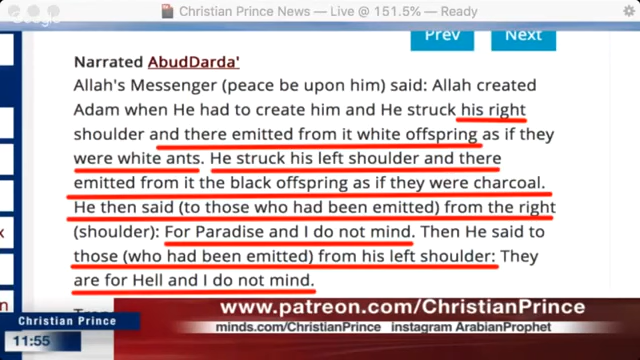 Christian Prince News — Live @ 151.5% — Ready
Google
Prev Next
Narrated AbudDarda'
Allah's Messenger (peace be upon him) said: Allah created
Adam when He had to create him and He struck his right
shoulder and there emitted from it white offspring as if they
were white ants. He struck his left shoulder and there
emitted from it the black offspring as if they were charcoal.
He then said (to those who had been emitted) from the right
(shoulder): For Paradise and I do not mind. Then He said to
those (who had been emitted) from his left shoulder: They
are for Hell and I do not mind.
www.patreon.com/ChristianPrince
Christian Prince
minds.com/ChristianPrince instagram ArabianProphet
11:55